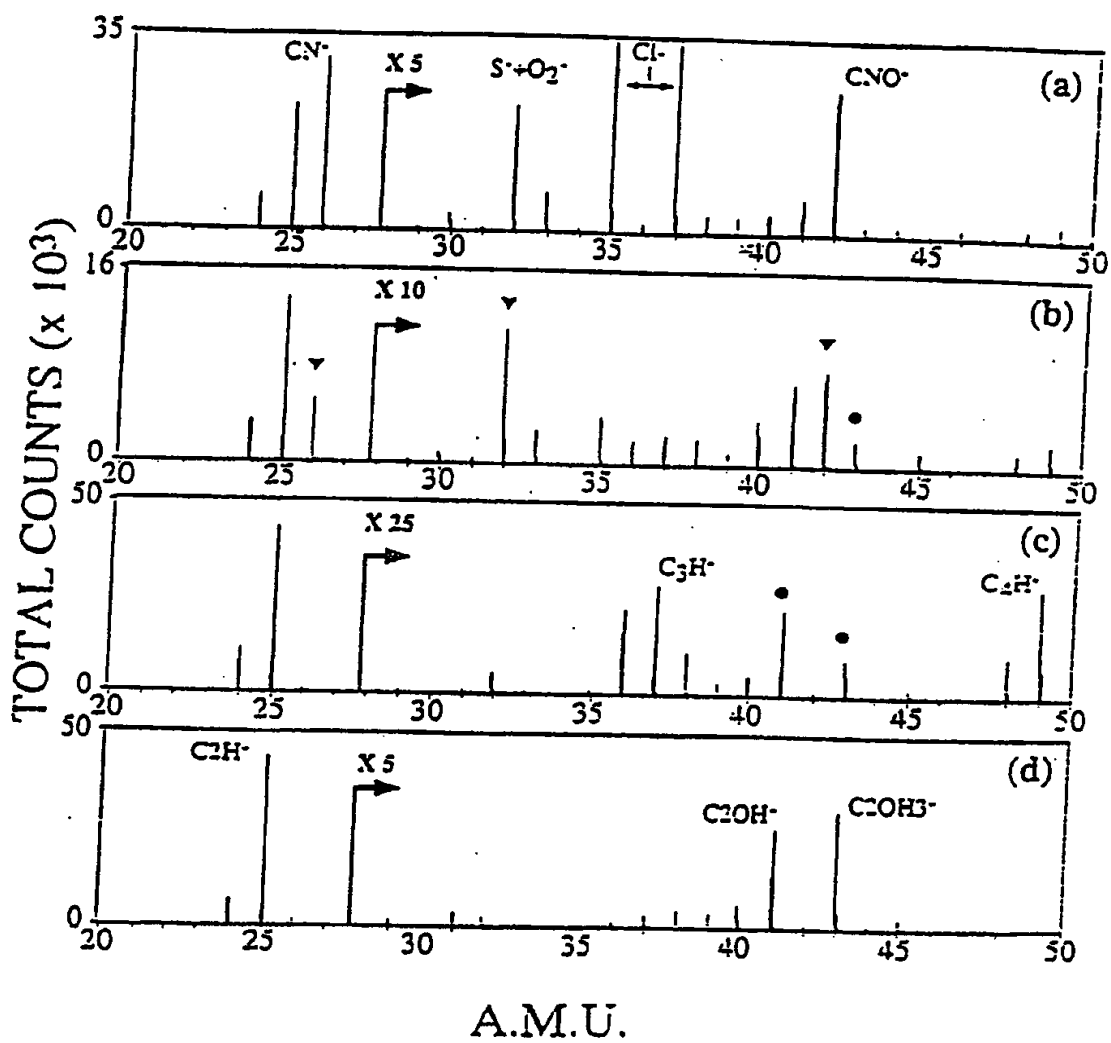 TOTAL COUNTS (x 10³)
35
CN-
X 5
S-+O2-
Cl-
CNO-
(a)
0
20 25 30 35 40 45 50
16
X 10
(b)
0
20 25 30 35 40 45 50
50
X 25
C3H-
C4H-
(c)
0
20 25 30 35 40 45 50
50
C2H-
X 5
C2OH-
C2OH3-
(d)
0
20 25 30 35 40 45 50
A.M.U.